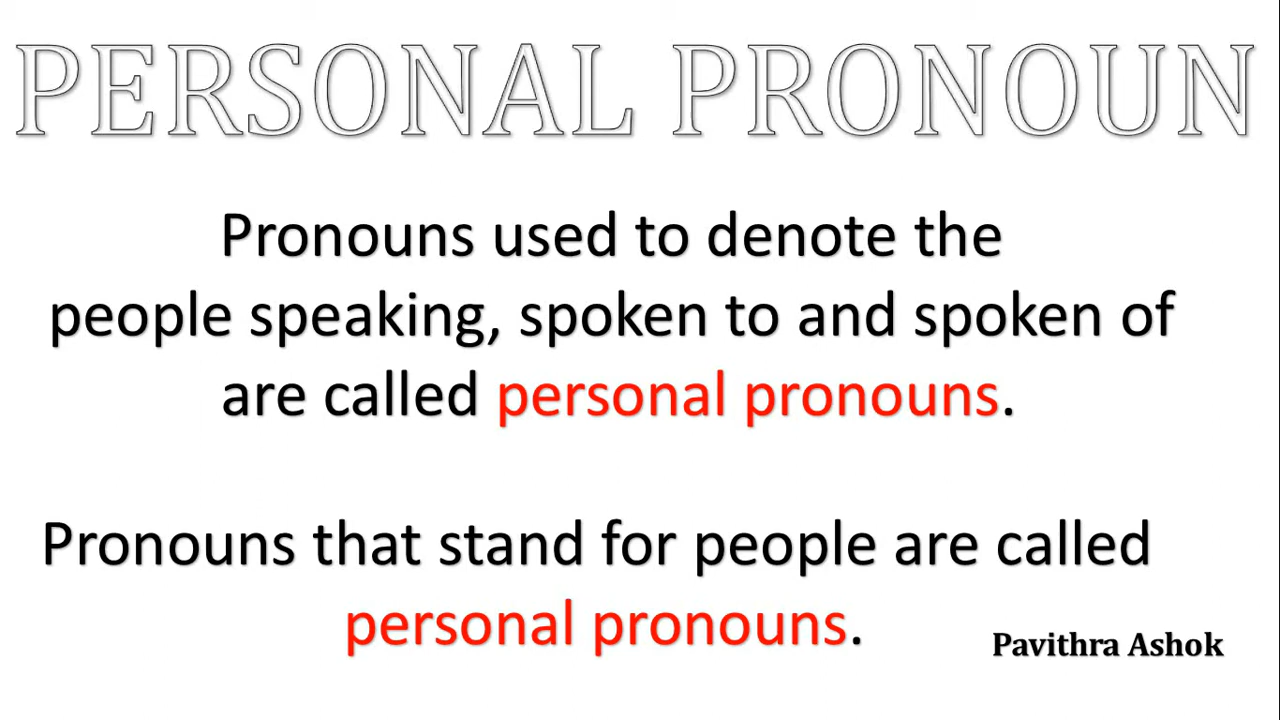 PERSONAL PRONOUN
Pronouns used to denote the
people speaking, spoken to and spoken of
are called personal pronouns.
Pronouns that stand for people are called
personal pronouns.
Pavithra Ashok